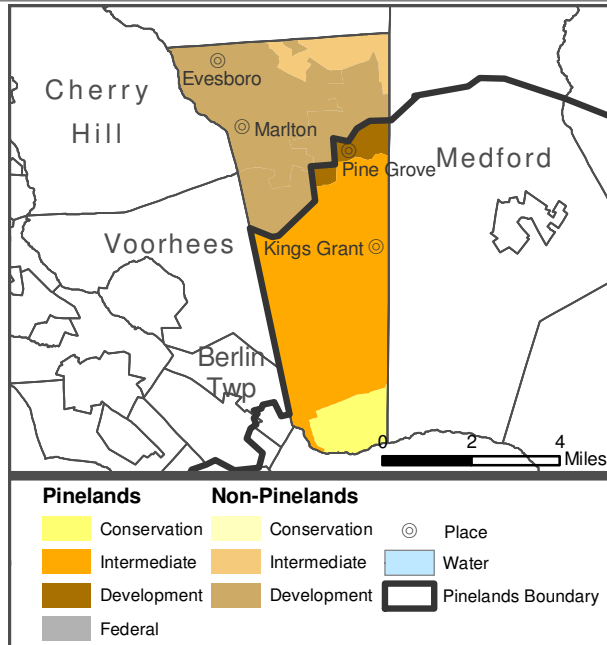 Evesboro
Cherry
Hill
Marlton
Medford
Pine Grove
Voorhees
Kings Grant
Berlin
Twp
0 2 4
Miles
Pinelands Non-Pinelands
Conservation Conservation Place
Intermediate Intermediate Water
Development Development Pinelands Boundary
Federal